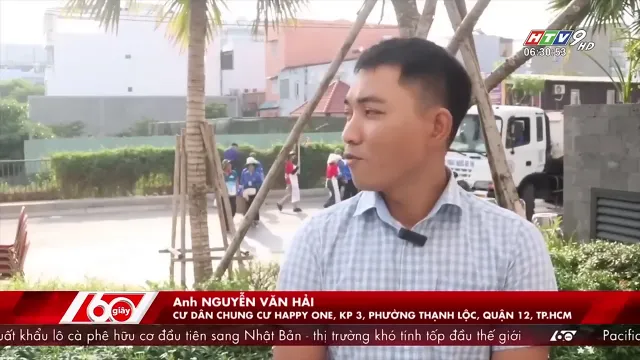 HTV9 HD
06:30:53
Anh NGUYỄN VĂN HẢI
60 giây
CƯ DÂN CHUNG CƯ HAPPY ONE, KP 3, PHƯỜNG THẠNH LỘC, QUẬN 12, TP.HCM
uất khẩu lô cà phê hữu cơ đầu tiên sang Nhật Bản - thị trường khó tính tốp đầu thế giới 60 Pacific